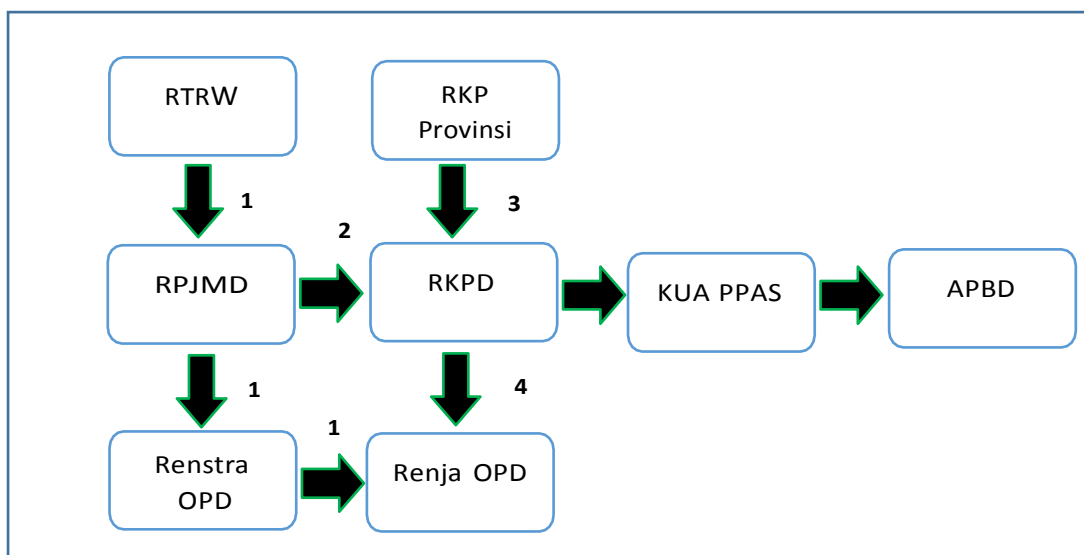 RTRW
RKP
Provinsi
1
3
2
RPJMD
RKPD
KUA PPAS
APBD
1
4
1
Renstra
OPD
Renja OPD